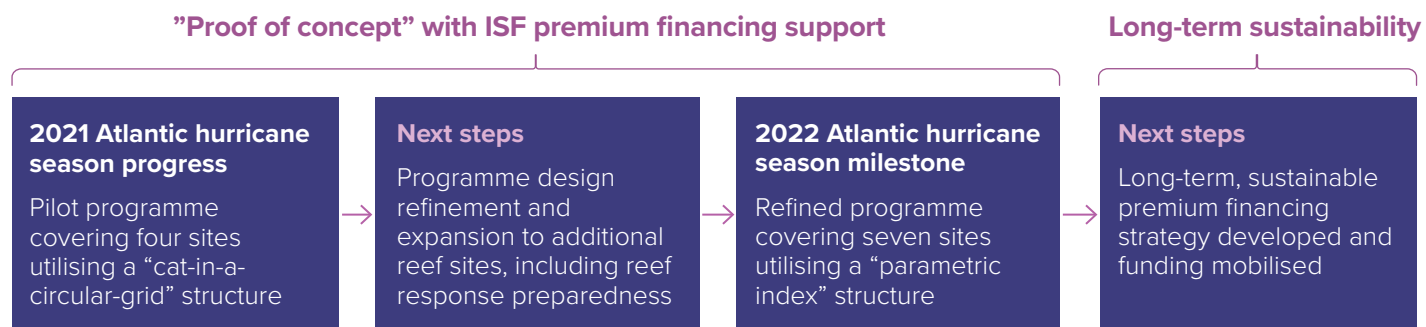 ”Proof of concept” with ISF premium financing support
Long-term sustainability
2021 Atlantic hurricane
season progress
Pilot programme
covering four sites
utilising a “cat-in-a-
circular-grid” structure
Next steps
Programme design
refinement and
expansion to additional
reef sites, including reef
response preparedness
2022 Atlantic hurricane
season milestone
Refined programme
covering seven sites
utilising a “parametric
index” structure
Next steps
Long-term, sustainable
premium financing
strategy developed and
funding mobilised